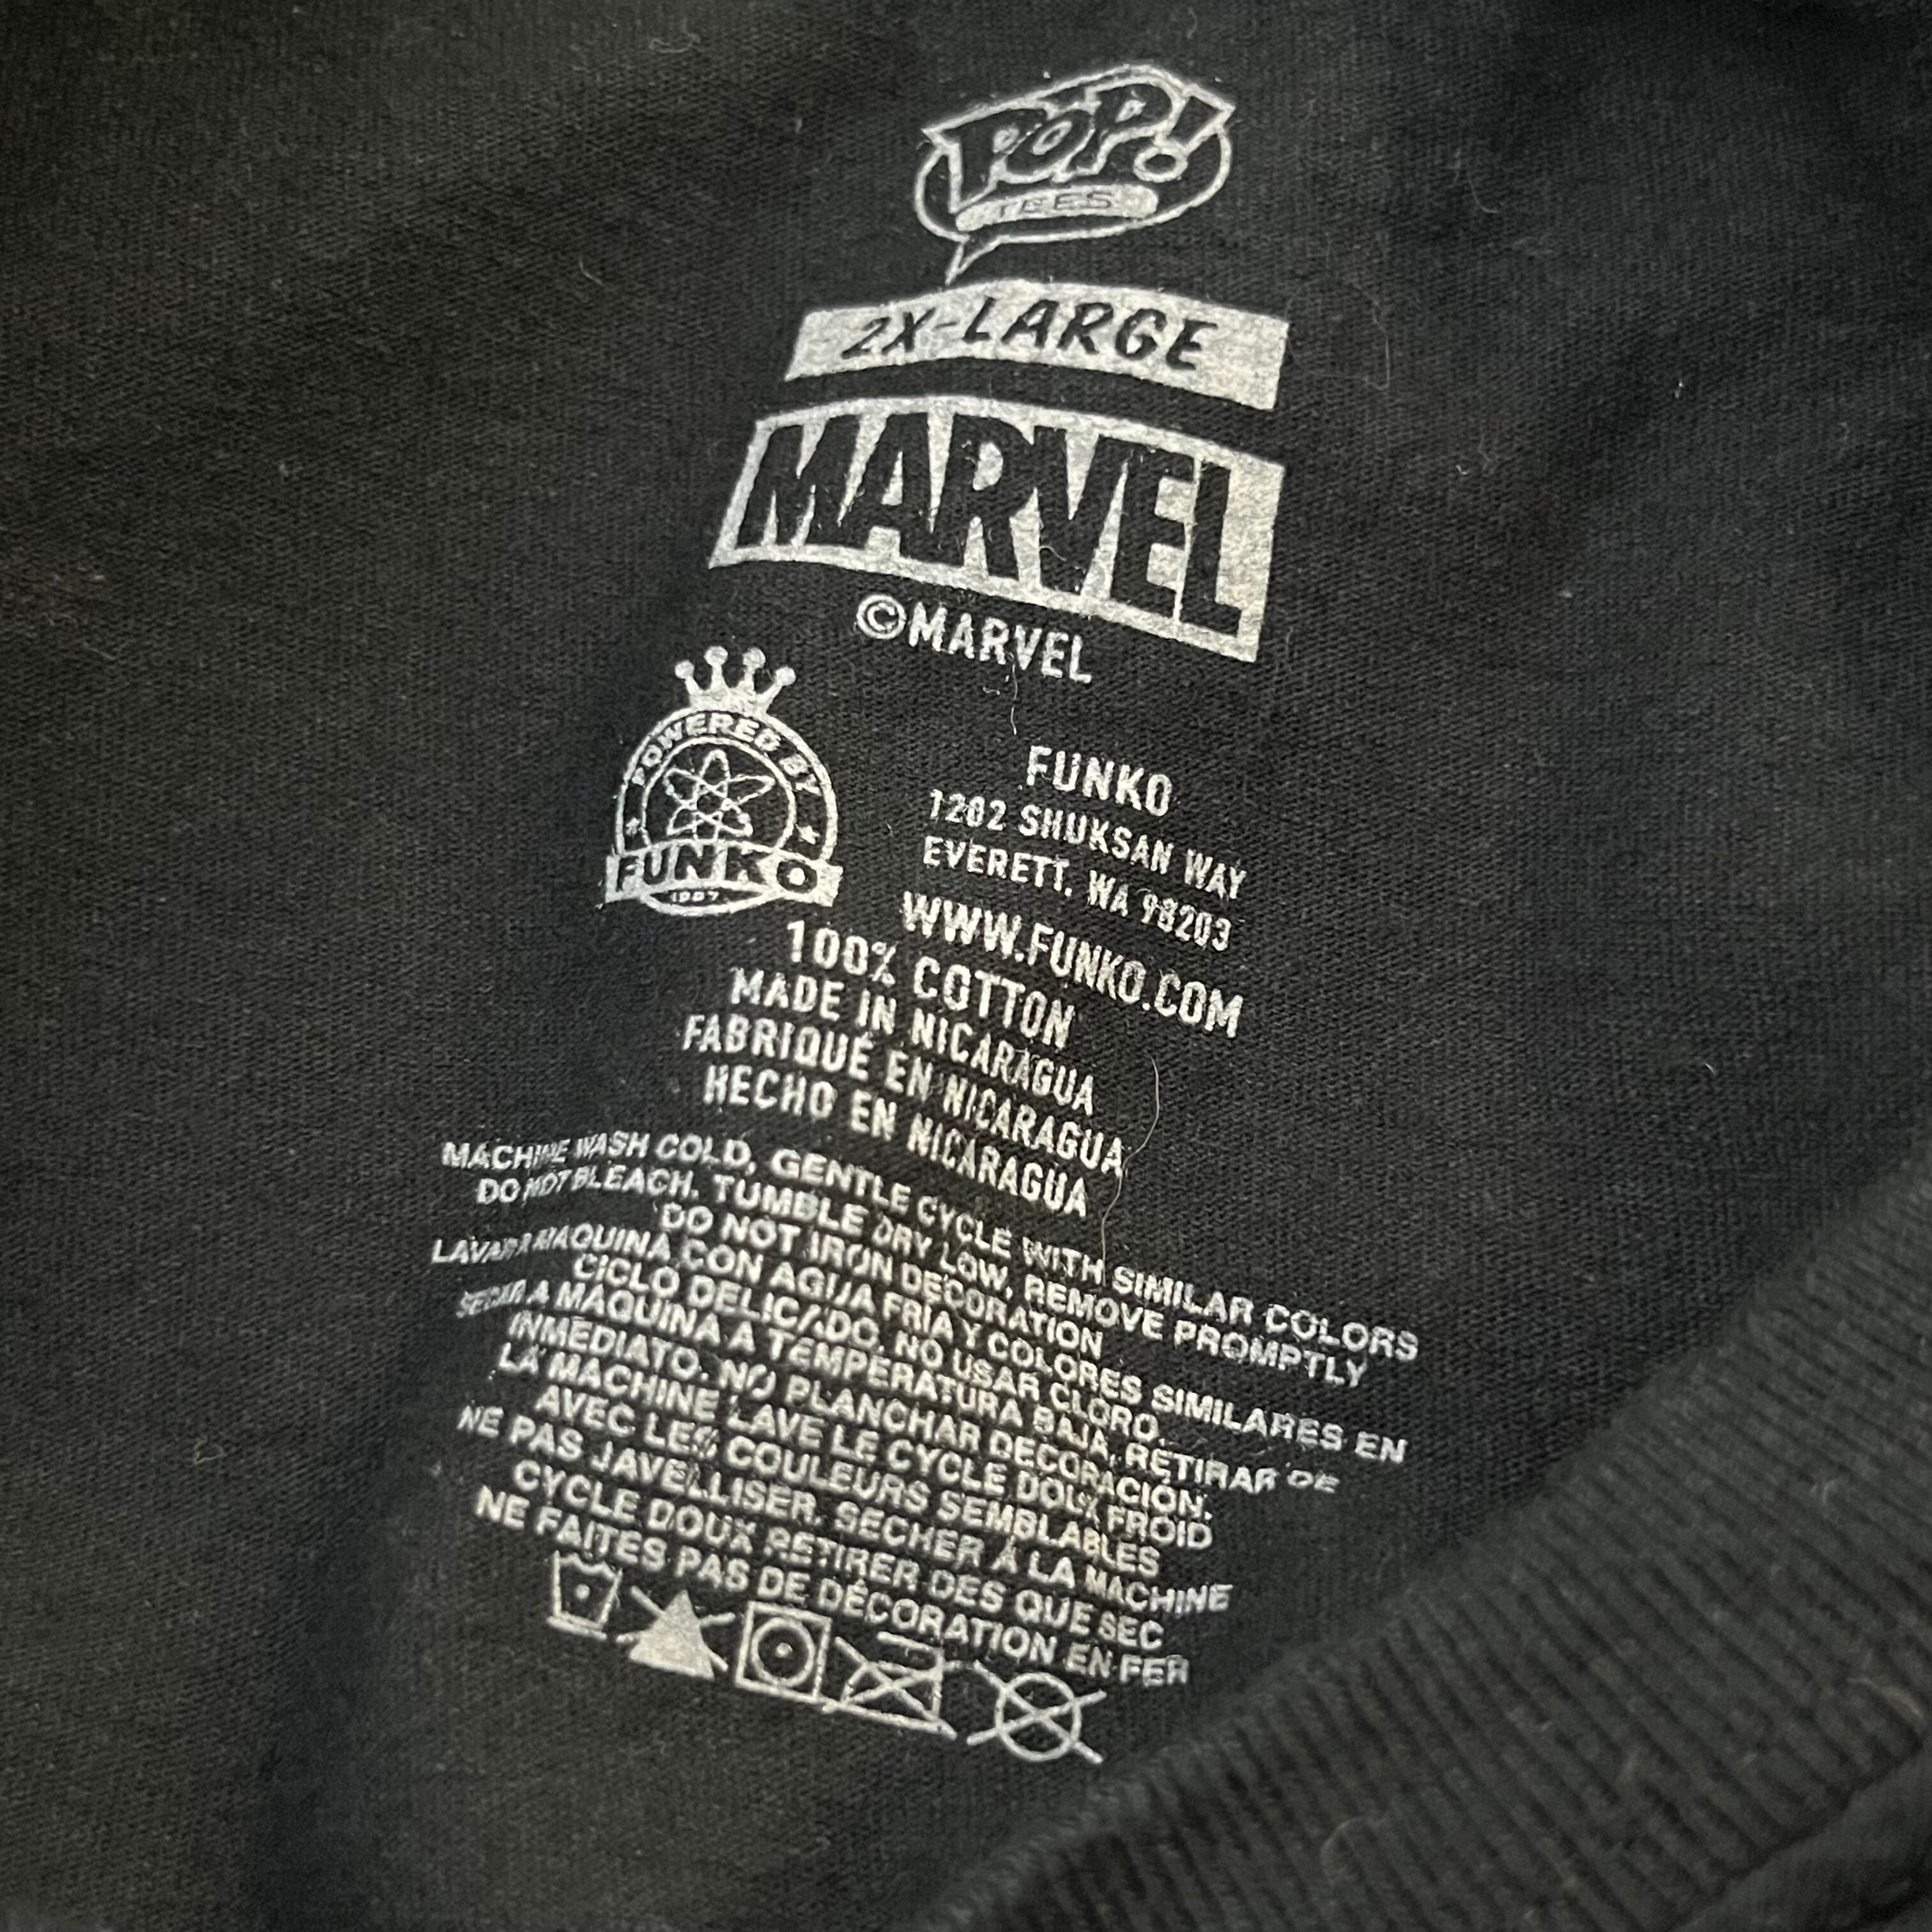 POP!
TEES
2X-LARGE
MARVEL
©MARVEL
POWERED BY
FUNKO
1997
FUNKO
1202 SHUKSAN WAY
EVERETT, WA 98203
WWW.FUNKO.COM
100% COTTON
MADE IN NICARAGUA
FABRIQUÉ EN NICARAGUA
HECHO EN NICARAGUA
MACHINE WASH COLD, GENTLE CYCLE WITH SIMILAR COLORS
DO NOT BLEACH, TUMBLE DRY LOW, REMOVE PROMPTLY
DO NOT IRON DECORATION
LAVAR A MAQUINA CON AGUA FRIA Y COLORES SIMILARES EN
CICLO DELICADO, NO USAR CLORO.
SECAR A MAQUINA A TEMPERATURA BAJA, RETIRAR DE
INMEDIATO. NO PLANCHAR DECORACIÓN.
LA MACHINE LAVE LE CYCLE DOUX FROID
AVEC LES COULEURS SEMBLABLES
NE PAS JAVELLISER. SECHER À LA MACHINE
CYCLE DOUX RETIRER DES QUE SEC
NE FAITES PAS DE DÉCORATION EN FER